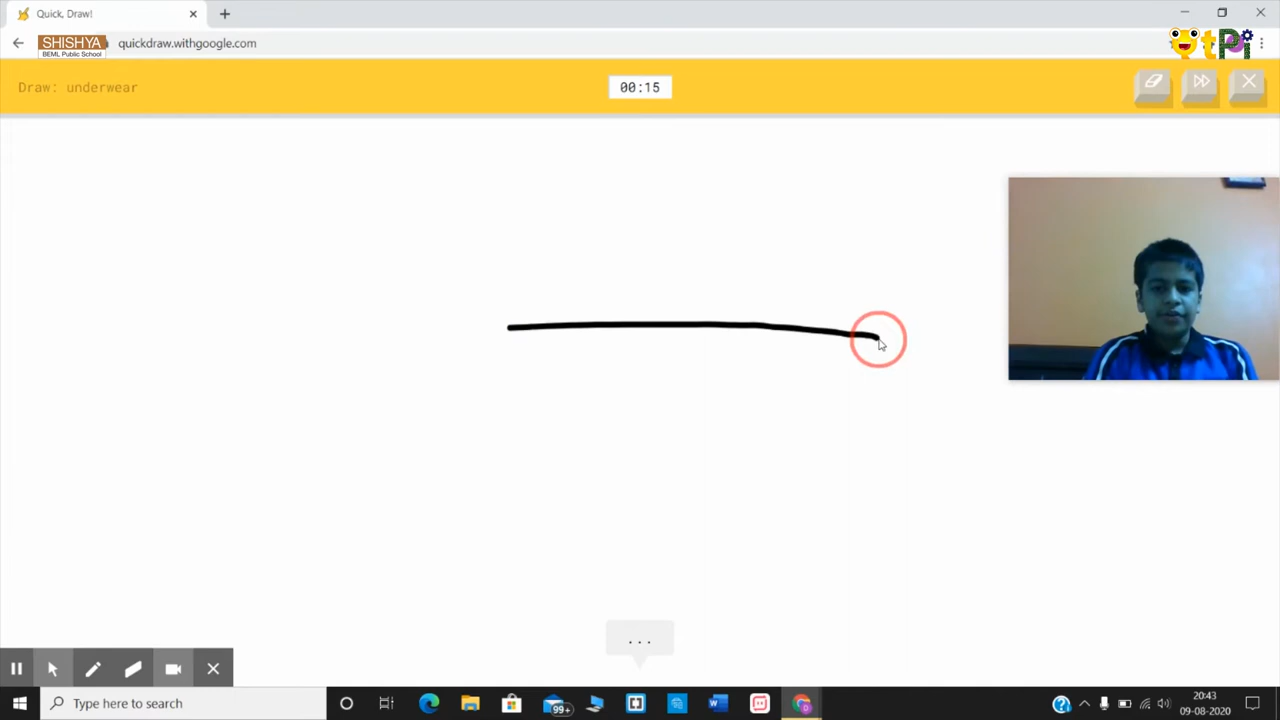 Quick, Draw!
SHISHYA
BEML Public School
quickdraw.withgoogle.com
QtPi
Draw: underwear
00:15
...
Type here to search
99+
20:43
09-08-2020